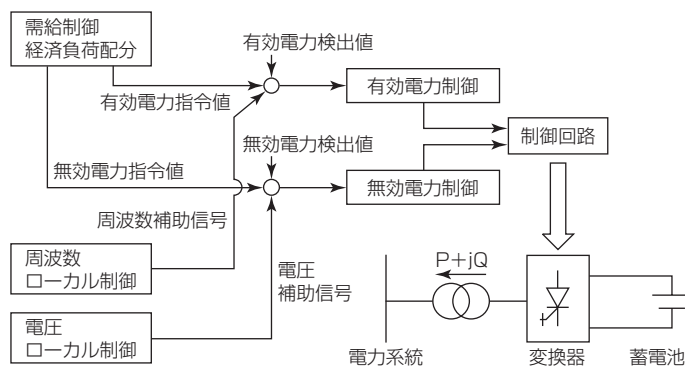 需給制御
経済負荷配分
有効電力検出値
有効電力制御
有効電力指令値
制御回路
無効電力検出値
無効電力指令値
無効電力制御
周波数補助信号
周波数
ローカル制御
電圧
補助信号
P+jQ
電圧
ローカル制御
電力系統
変換器
蓄電池